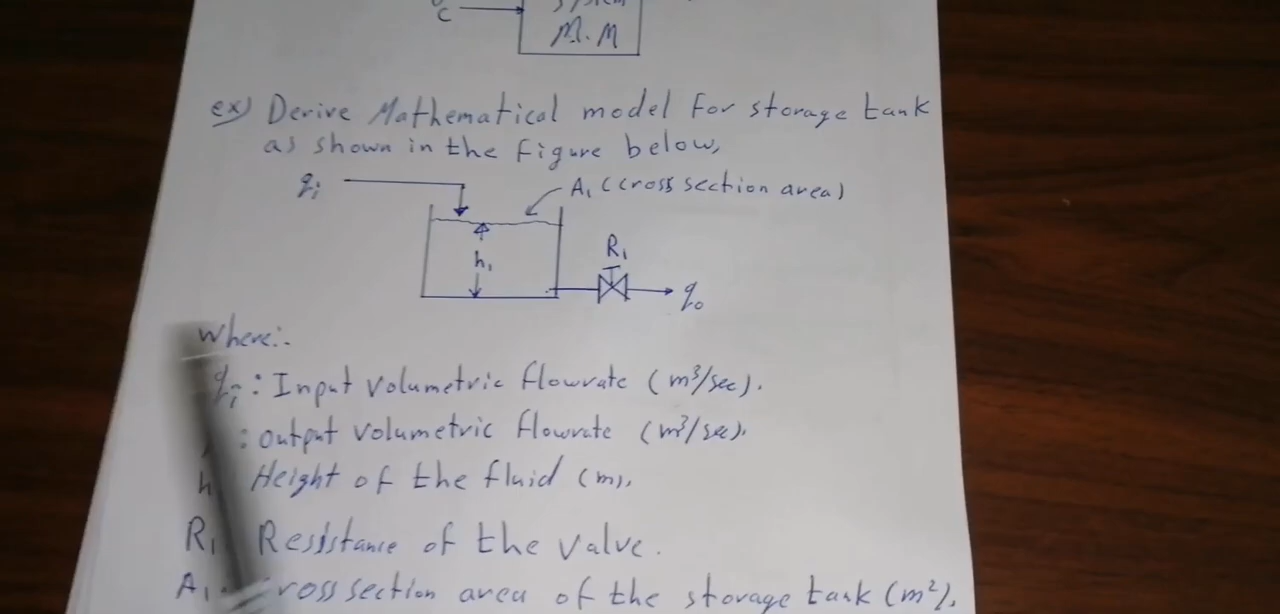 c
M.M
ex) Derive Mathematical model for storage tank
as shown in the figure below,
qi
A1 (cross section area)
h1
R1
qo
where:-
qi : Input volumetric flowrate (m³/sec).
: output volumetric flowrate (m³/sec).
h Height of the fluid (m).
R1 Resistance of the valve.
A1 cross section area of the storage tank (m²).